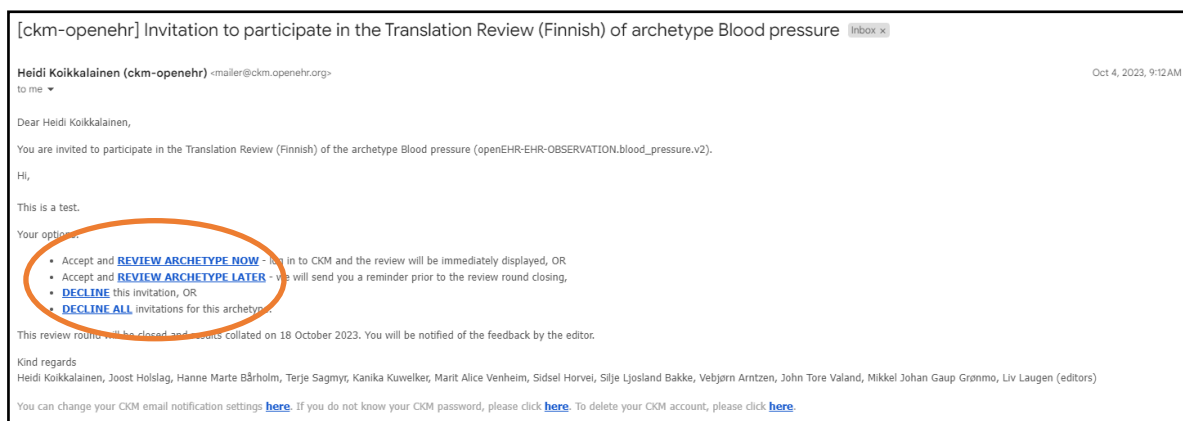 [ckm-openehr] Invitation to participate in the Translation Review (Finnish) of archetype Blood pressure Inbox ×
Heidi Koikkalainen (ckm-openehr) <mailer@ckm.openehr.org> Oct 4, 2023, 9:12 AM
to me
Dear Heidi Koikkalainen,
You are invited to participate in the Translation Review (Finnish) of the archetype Blood pressure (openEHR-EHR-OBSERVATION.blood_pressure.v2).
Hi,
This is a test.
Your options:
• Accept and REVIEW ARCHETYPE NOW - log in to CKM and the review will be immediately displayed, OR
• Accept and REVIEW ARCHETYPE LATER - we will send you a reminder prior to the review round closing,
• DECLINE this invitation, OR
• DECLINE ALL invitations for this archetype.
This review round will be closed and results collated on 18 October 2023. You will be notified of the feedback by the editor.
Kind regards
Heidi Koikkalainen, Joost Holslag, Hanne Marte Bårholm, Terje Sagmyr, Kanika Kuwelker, Marit Alice Venheim, Sidsel Horvei, Silje Ljosland Bakke, Vebjørn Arntzen, John Tore Valand, Mikkel Johan Gaup Grønmo, Liv Laugen (editors)
You can change your CKM email notification settings here. If you do not know your CKM password, please click here. To delete your CKM account, please click here.